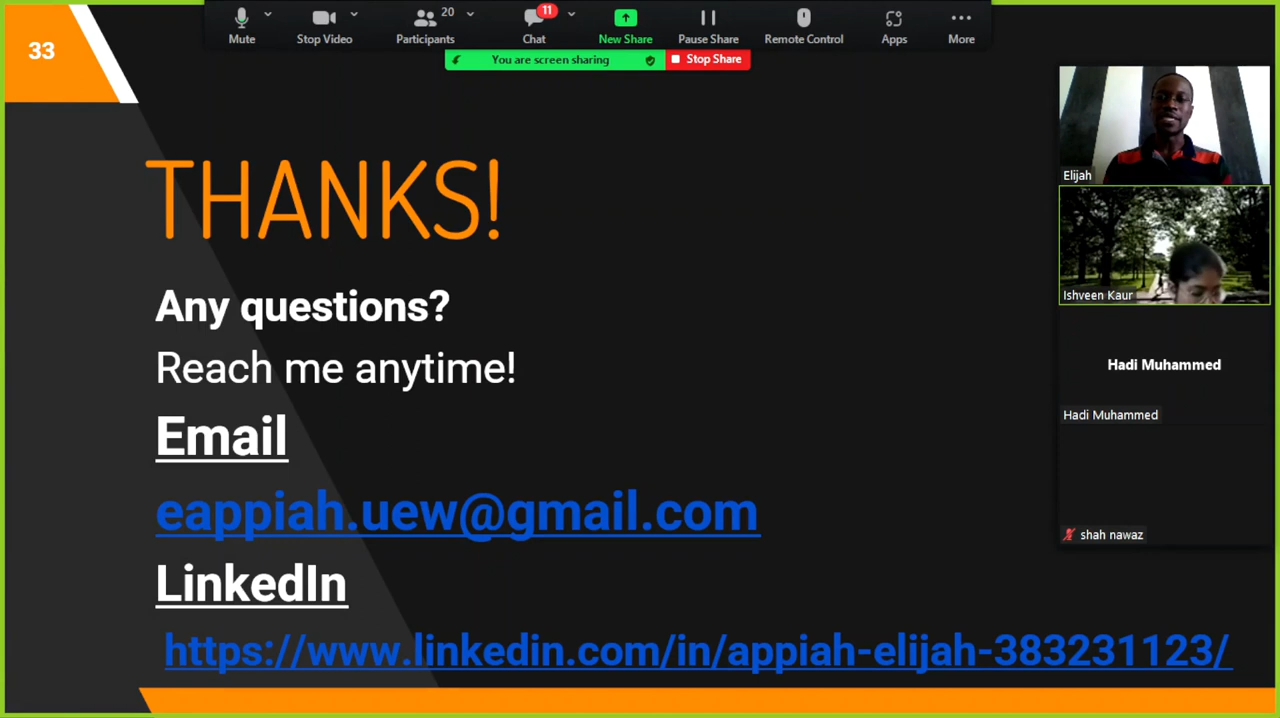 33
Mute
Stop Video
20
Participants
11
Chat
New Share
Pause Share
Remote Control
Apps
More
You are screen sharing
Stop Share
THANKS!
Any questions?
Reach me anytime!
Email
eappiah.uew@gmail.com
LinkedIn
https://www.linkedin.com/in/appiah-elijah-383231123/
Elijah
Ishveen Kaur
Hadi Muhammed
Hadi Muhammed
shah nawaz